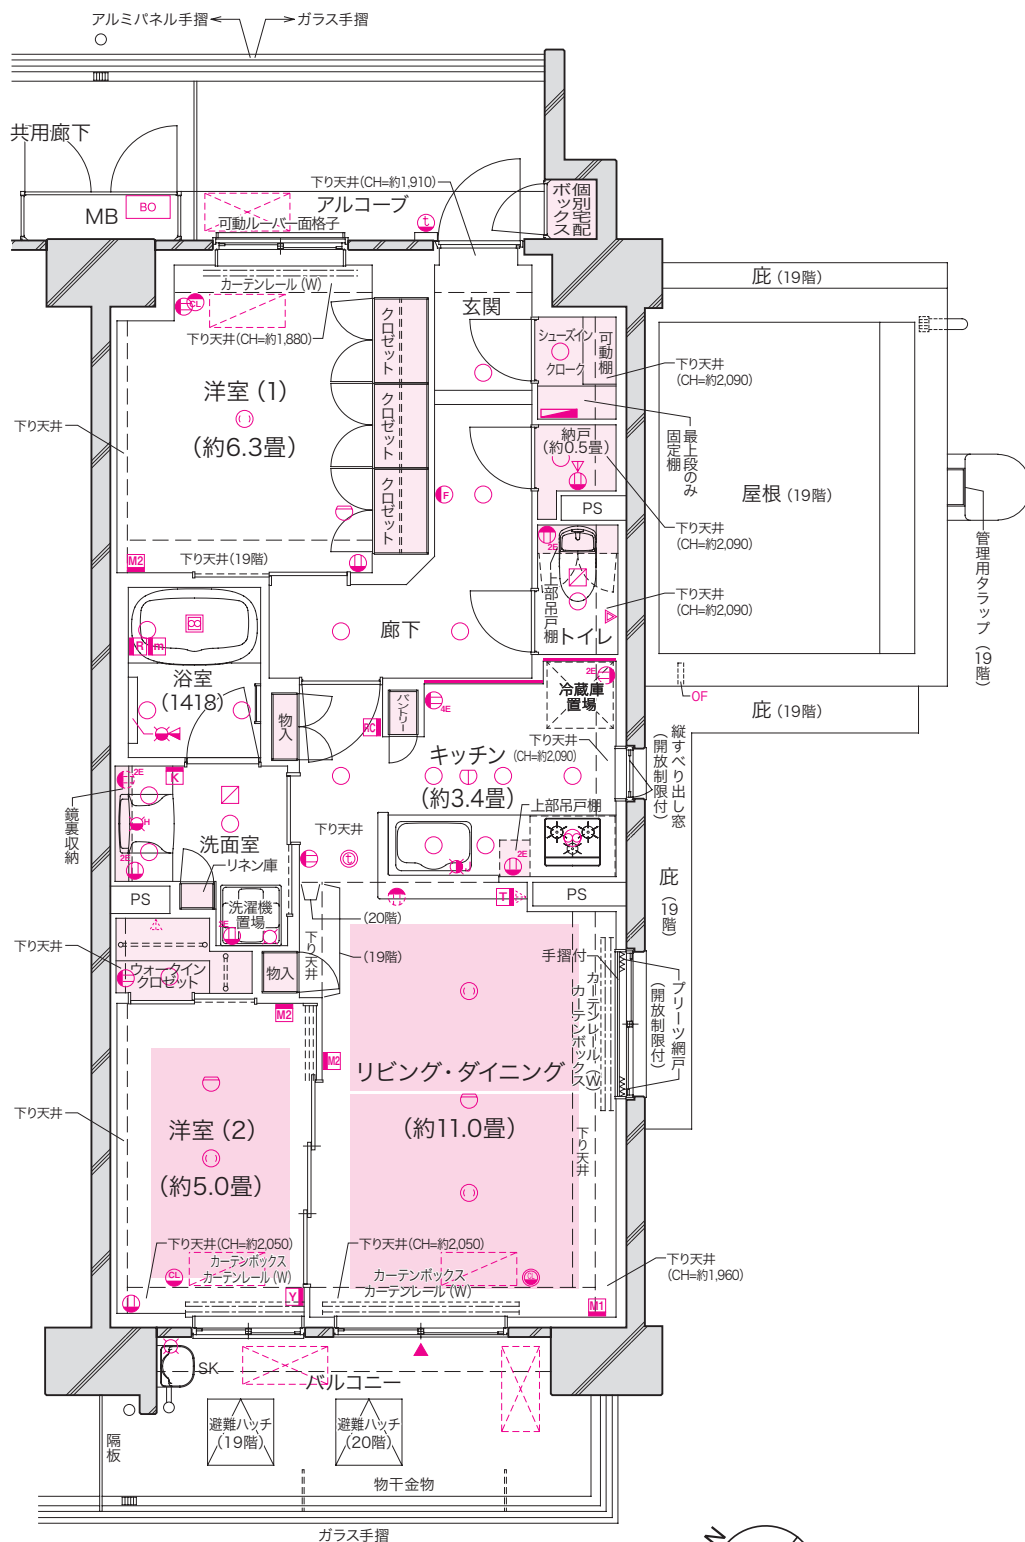 アルミパネル手摺
ガラス手摺
共用廊下
MB
BO
下り天井(CH=約1,910)
アルコーブ
可動ルーバー面格子
個別宅配
ボックス
t
カーテンレール(W)
CL
下り天井(CH=約1,880)
玄関
クロゼット
クロゼット
クロゼット
シューズイン
クローク
可動棚
下り天井
(CH=約2,090)
庇(19階)
洋室(1)
(約6.3畳)
下り天井
納戸
(約0.5畳)
最上段のみ
固定棚
屋根(19階)
F
PS
下り天井
(CH=約2,090)
管理用タラップ(19階)
M2
下り天井(19階)
2E
上部吊戸棚
下り天井
(CH=約2,090)
トイレ
廊下
R
m
浴室
(1418)
物入
RC
パントリー
4E
2E
冷蔵庫
置場
OF
庇(19階)
キッチン
(CH=約2,090)
下り天井
(約3.4畳)
縦すべり出し窓
(開放制限付)
2E
K
鏡裏収納
H
洗面室
2E
リネン庫
下り天井
t
上部吊戸棚
2E
庇(19階)
PS
洗濯機
置場
2E
T
PS
(20階)
下り天井
(19階)
下り天井
ウォークイン
クロゼット
物入
手摺付
カーテンレール(W)
カーテンボックス
プリーツ網戸
(開放制限付)
M2
M2
リビング・ダイニング
(約11.0畳)
下り天井
洋室(2)
(約5.0畳)
下り天井
下り天井(CH=約2,050)
カーテンボックス
カーテンレール(W)
CL
Y
下り天井(CH=約2,050)
カーテンボックス
カーテンレール(W)
M1
下り天井
(CH=約1,960)
SK
バルコニー
避難ハッチ
(19階)
避難ハッチ
(20階)
隔板
物干金物
ガラス手摺
N